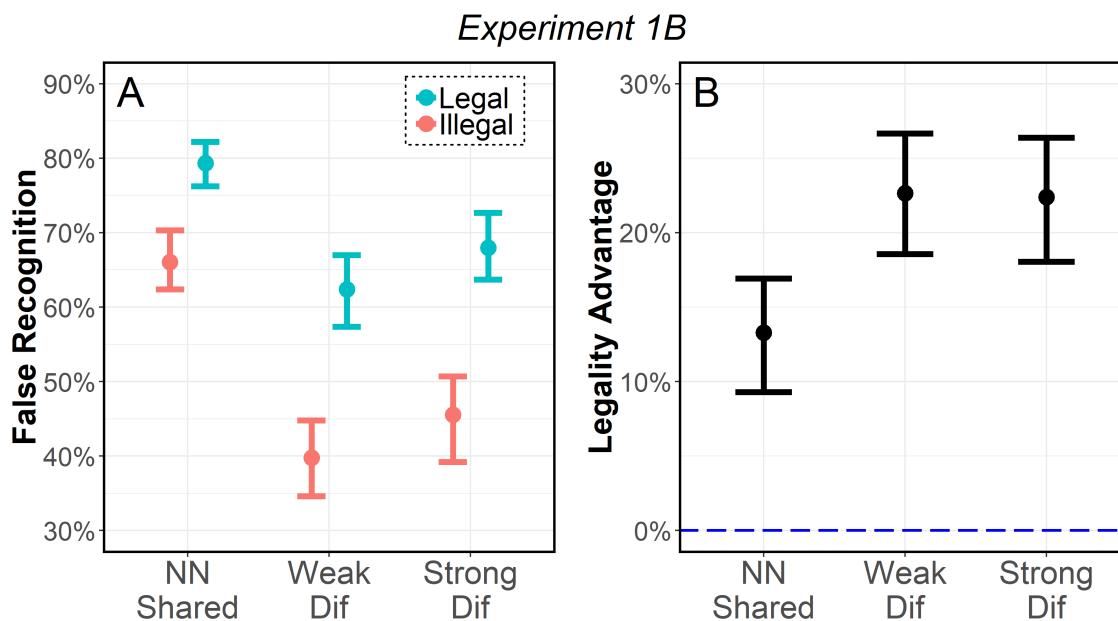 Experiment 1B
A
Legal
Illegal
90%
80%
70%
60%
50%
40%
30%
False Recognition
NN
Shared
Weak
Dif
Strong
Dif
B
30%
20%
10%
0%
Legality Advantage
NN
Shared
Weak
Dif
Strong
Dif